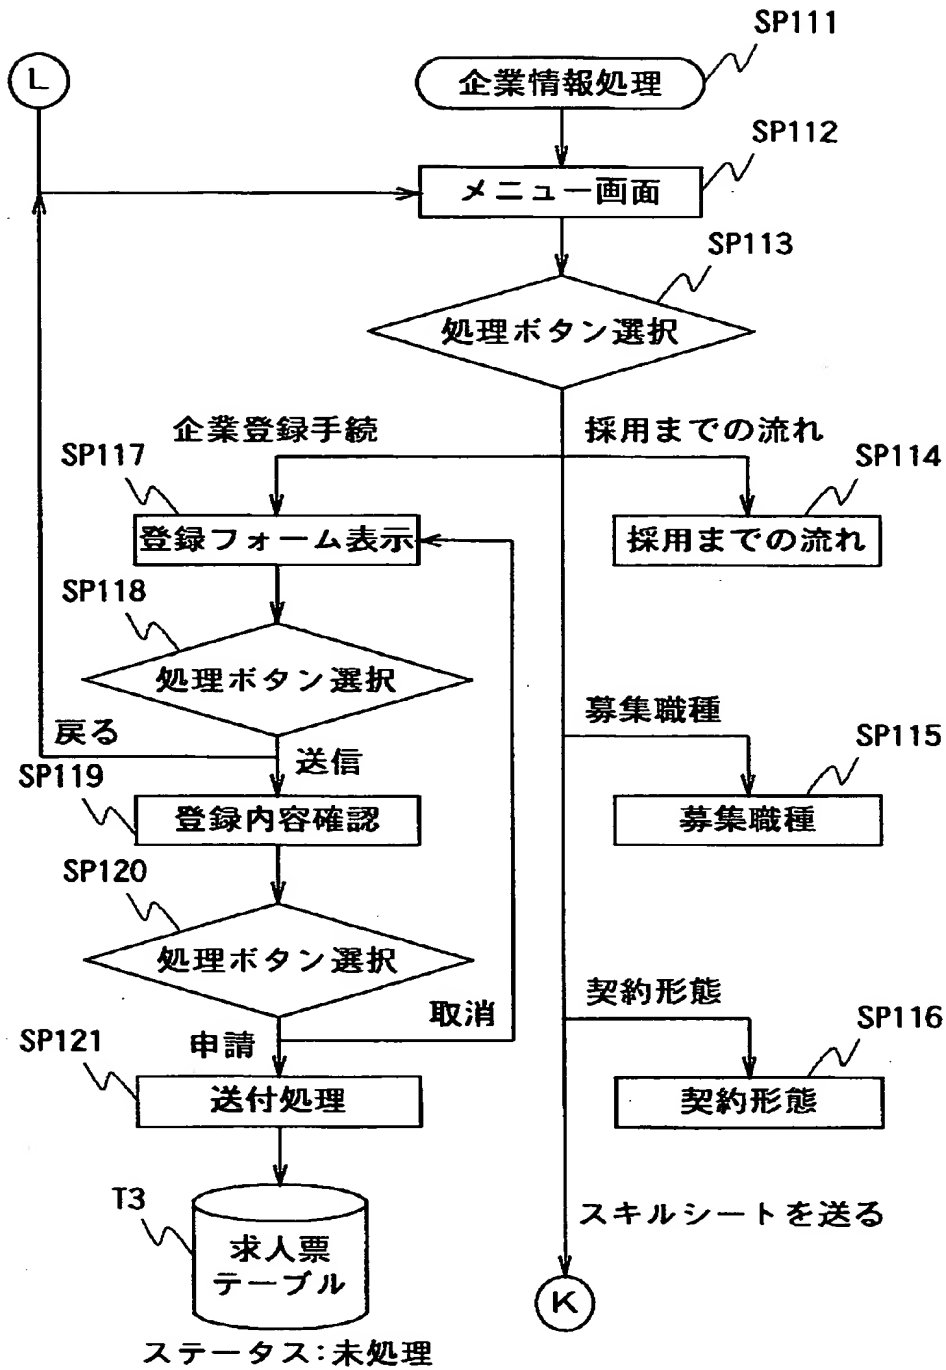 SP111
L
企業情報処理
SP112
メニュー画面
SP113
処理ボタン選択
企業登録手続
採用までの流れ
SP117
SP114
登録フォーム表示
採用までの流れ
SP118
処理ボタン選択
募集職種
戻る
送信
SP115
SP119
登録内容確認
募集職種
SP120
処理ボタン選択
契約形態
取消
SP116
申請
SP121
送付処理
契約形態
T3
スキルシートを送る
求人票
テーブル
K
ステータス:未処理